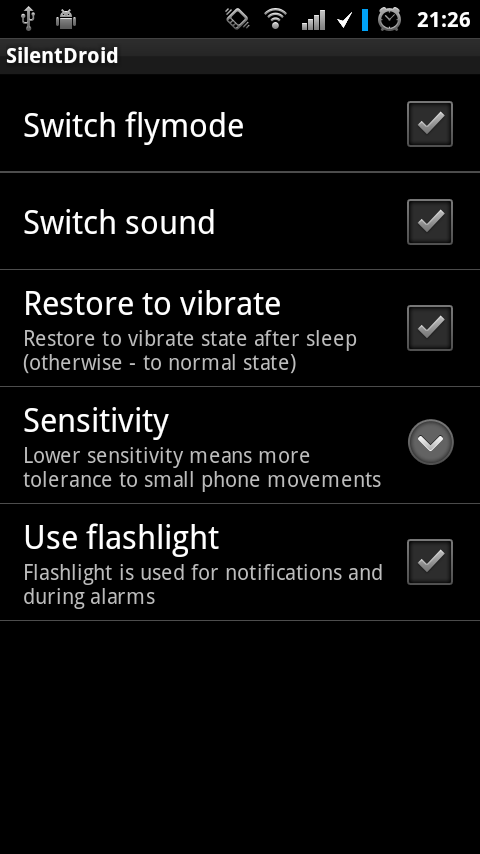 21:26
SilentDroid
Switch flymode
Switch sound
Restore to vibrate
Restore to vibrate state after sleep
(otherwise - to normal state)
Sensitivity
Lower sensitivity means more
tolerance to small phone movements
Use flashlight
Flashlight is used for notifications and
during alarms